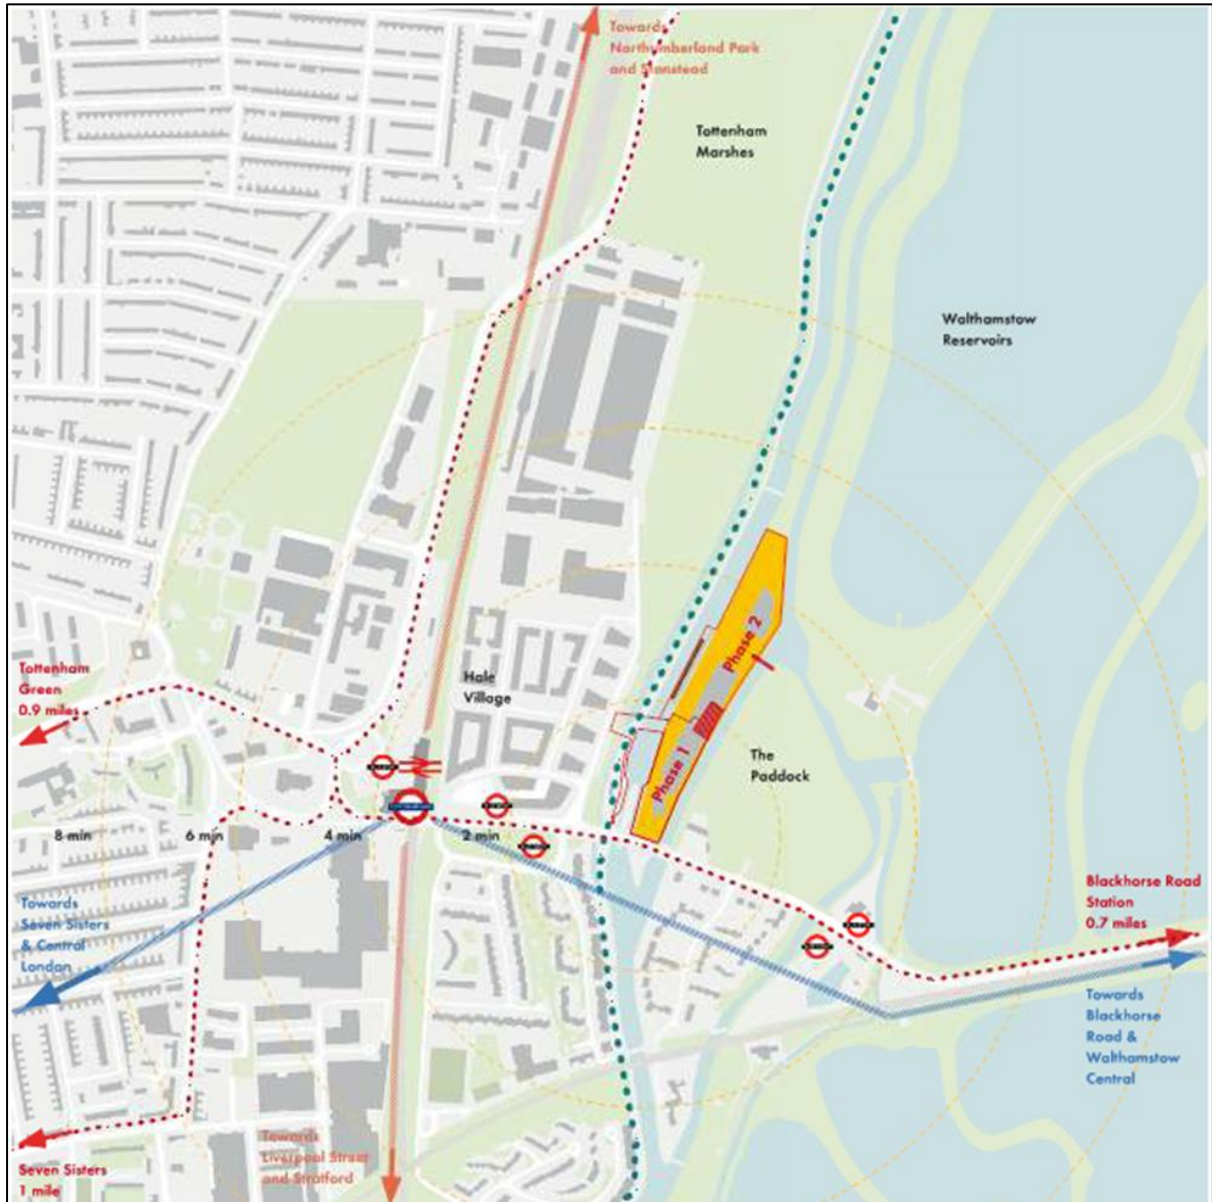 Towards
Northumberland Park
and Manstead
Tottenham
Marshes
Walthamstow
Reservoirs
Phase 2
Tottenham
Green
0.9 miles
Hale
Village
Phase 1
The
Paddock
8 min
6 min
4 min
2 min
Blackhorse Road
Station
0.7 miles
Towards
Seven Sisters
& Central
London
Towards
Blackhorse
Road &
Walthamstow
Central
Towards
Liverpool Street
and Stratford
Seven Sisters
1 mile